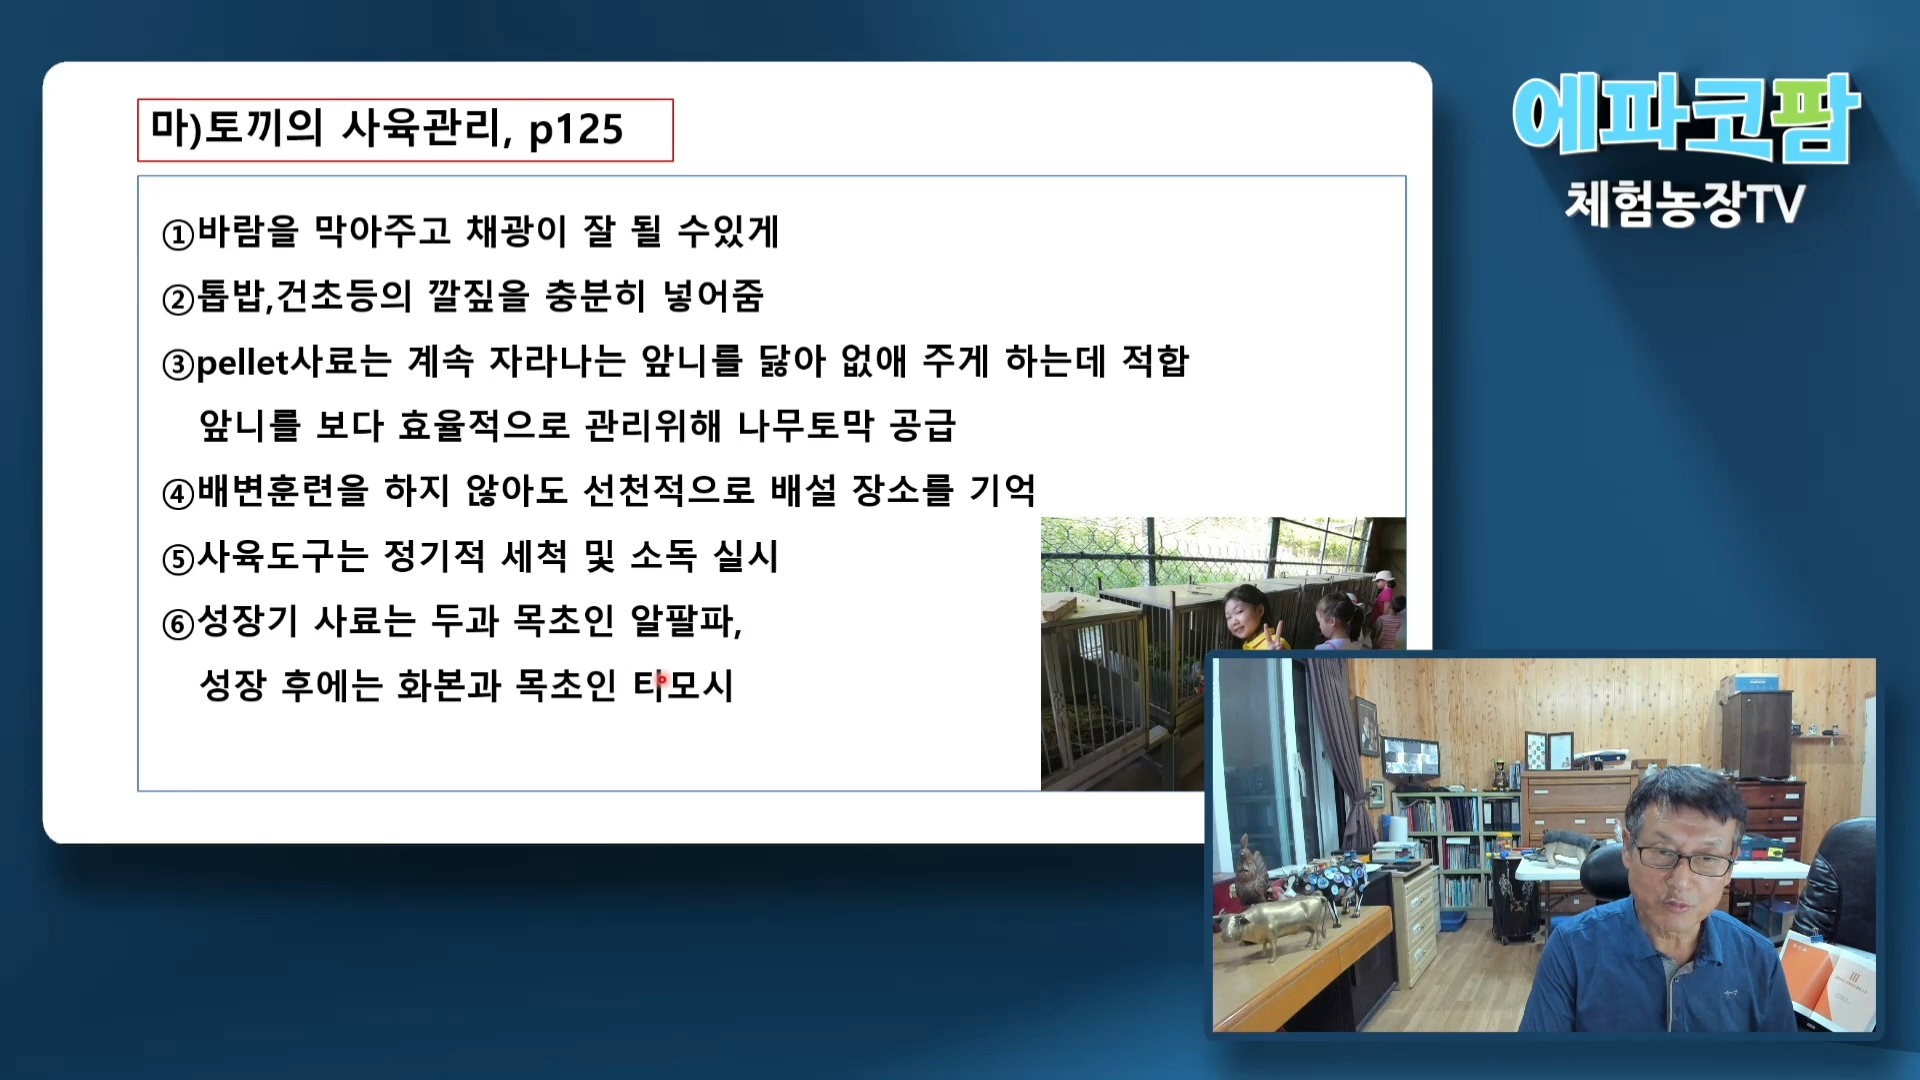 마)토끼의 사육관리, p125
①바람을 막아주고 채광이 잘 될 수있게
②톱밥,건초등의 깔짚을 충분히 넣어줌
③pellet사료는 계속 자라나는 앞니를 닳아 없애 주게 하는데 적합
앞니를 보다 효율적으로 관리위해 나무토막 공급
④배변훈련을 하지 않아도 선천적으로 배설 장소를 기억
⑤사육도구는 정기적 세척 및 소독 실시
⑥성장기 사료는 두과 목초인 알팔파,
성장 후에는 화본과 목초인 티모시
에파코팜
체험농장TV